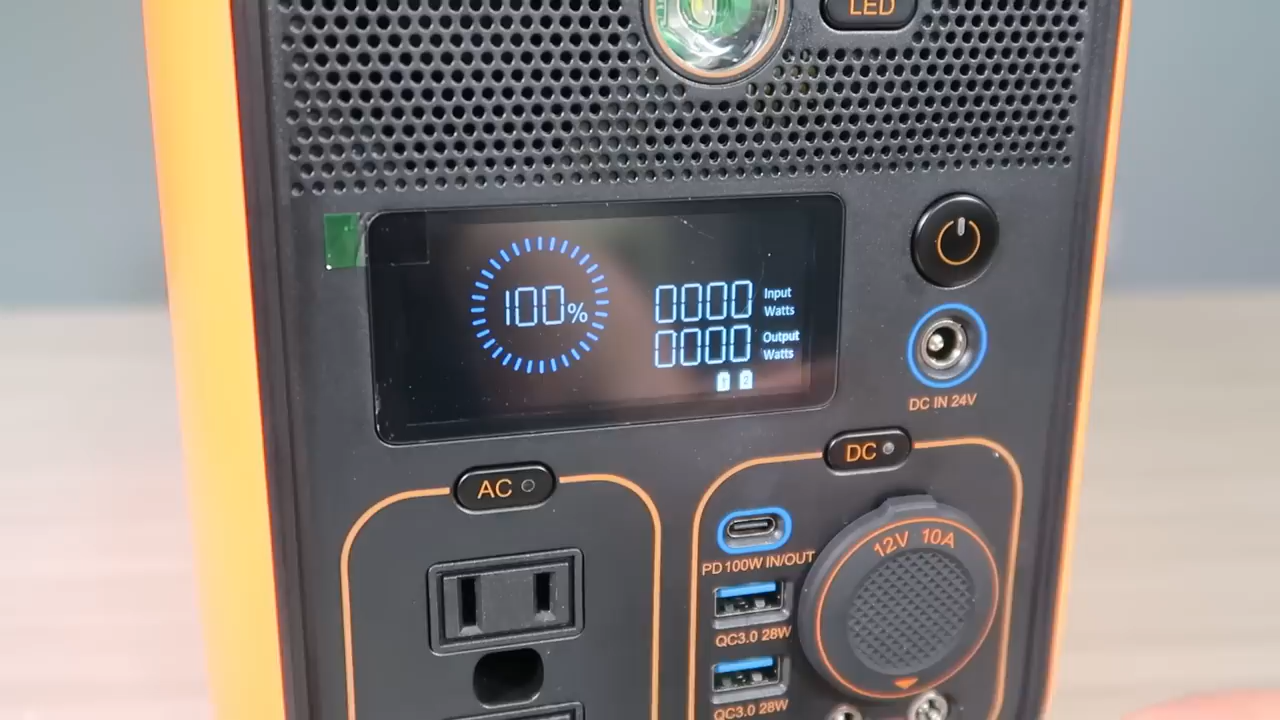 LED
100%
0000 Input Watts
0000 Output Watts
1 2
DC IN 24V
AC
DC
PD 100W IN/OUT
12V 10A
QC3.0 28W
QC3.0 28W